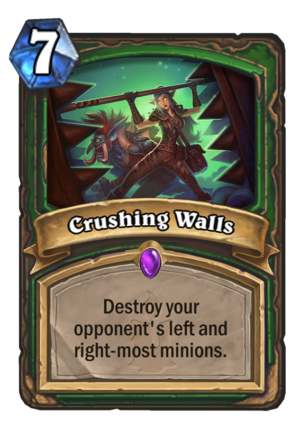 7
Crushing Walls
Destroy your
opponent's left and
right-most minions.